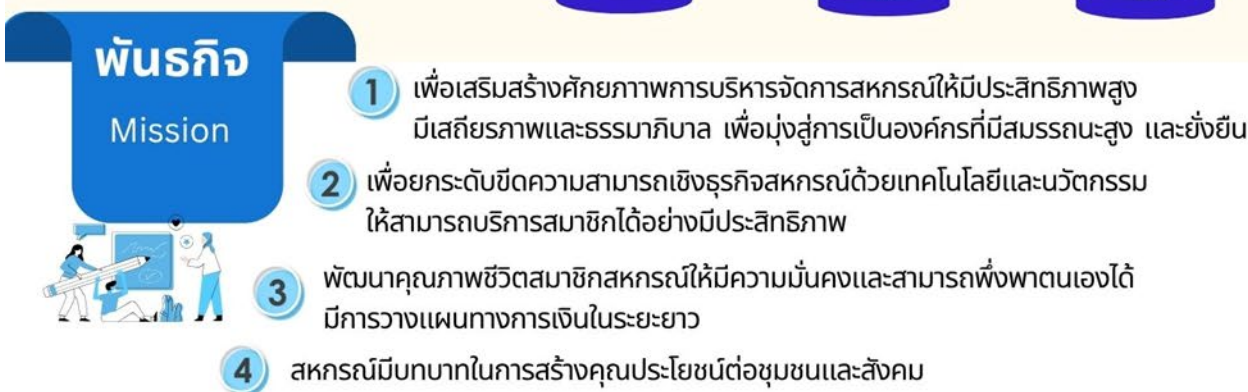 พันธกิจ
Mission
1 เพื่อเสริมสร้างศักยภาาพการบริหารจัดการสหกรณ์ให้มีประสิทธิภาพสูง
มีเสถียรภาพและธรรมาภิบาล เพื่อมุ่งสู่การเป็นองค์กรที่มีสมรรถนะสูง และยั่งยืน
2 เพื่อยกระดับขีดความสามารถเชิงธุรกิจสหกรณ์ด้วยเทคโนโลยีและนวัตกรรม
ให้สามารถบริการสมาชิกได้อย่างมีประสิทธิภาพ
3 พัฒนาคุณภาพชีวิตสมาชิกสหกรณ์ให้มีความมั่นคงและสามารถพึ่งพาตนเองได้
มีการวางแผนทางการเงินในระยะยาว
4 สหกรณ์มีบทบาทในการสร้างคุณประโยชน์ต่อชุมชนและสังคม